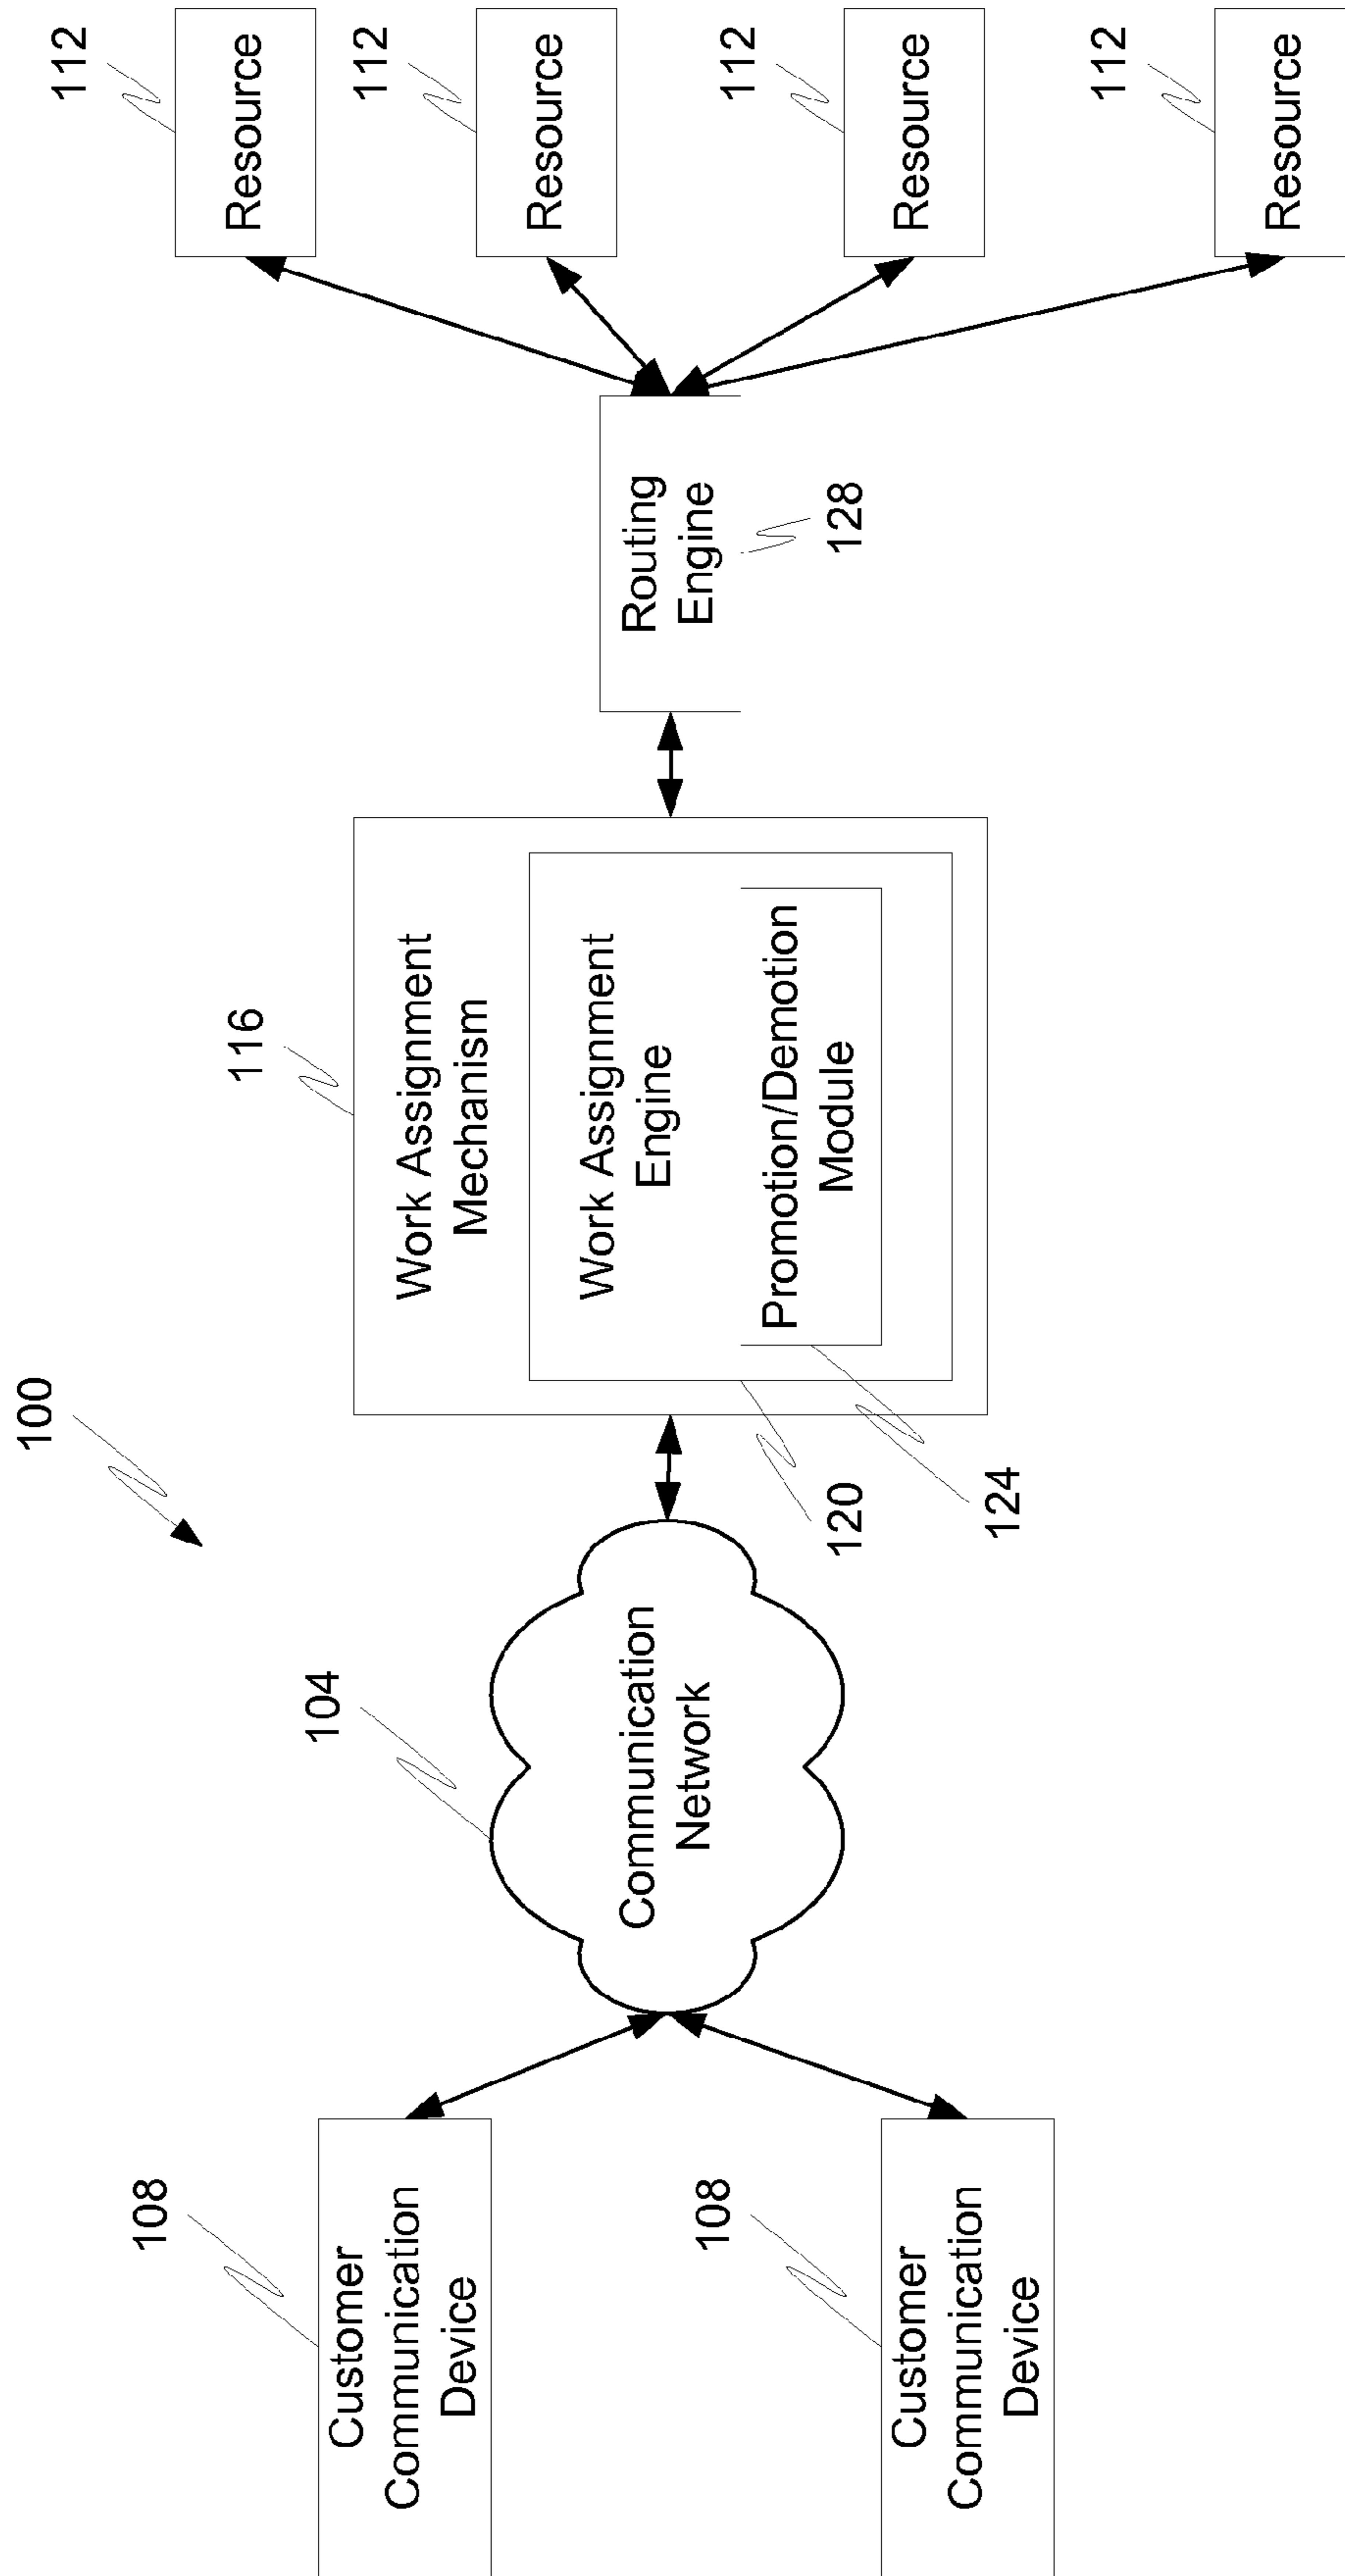 100
108
Customer
Communication
Device
108
Customer
Communication
Device
104
Communication
Network
116
Work Assignment
Mechanism
Work Assignment
Engine
Promotion/Demotion
Module
120
124
Routing
Engine
128
112
Resource
112
Resource
112
Resource
112
Resource